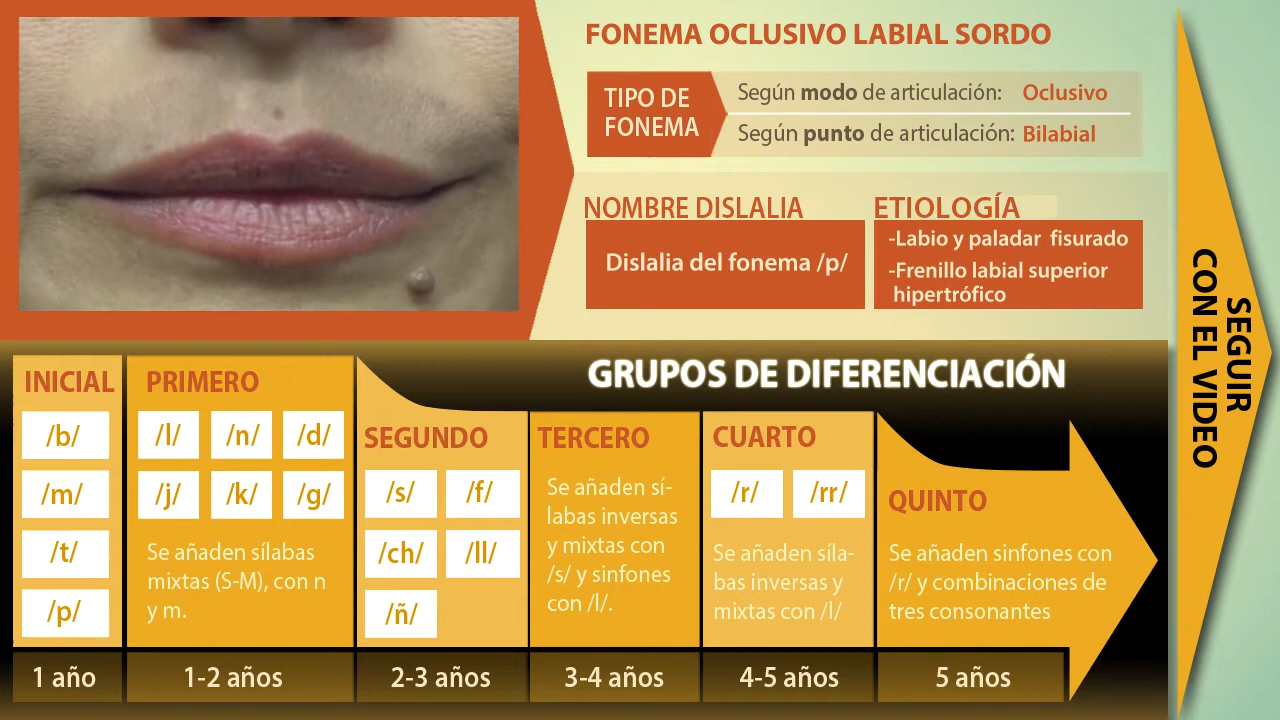 FONEMA OCLUSIVO LABIAL SORDO
TIPO DE
FONEMA
Según modo de articulación: Oclusivo
Según punto de articulación: Bilabial
NOMBRE DISLALIA
Dislalia del fonema /p/
ETIOLOGÍA
-Labio y paladar fisurado
-Frenillo labial superior
hipertrófico
SEGUIR
CON EL VIDEO
GRUPOS DE DIFERENCIACIÓN
INICIAL
/b/
/m/
/t/
/p/
1 año
PRIMERO
/l/ /n/ /d/
/j/ /k/ /g/
Se añaden sílabas
mixtas (S-M), con n
y m.
1-2 años
SEGUNDO
/s/ /f/
/ch/ /ll/
/ñ/
2-3 años
TERCERO
Se añaden sí-
labas inversas
y mixtas con
/s/ y sinfones
con /l/.
3-4 años
CUARTO
/r/ /rr/
Se añaden síla-
bas inversas y
mixtas con /l/
4-5 años
QUINTO
Se añaden sinfones con
/r/ y combinaciones de
tres consonantes
5 años